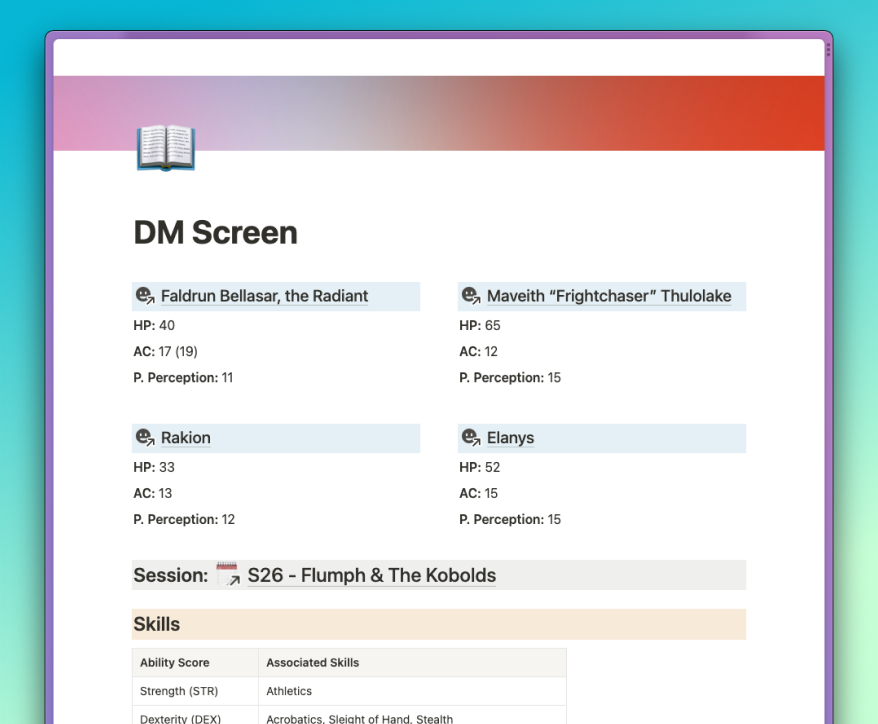 DM Screen
Faldrun Bellasar, the Radiant
HP: 40
AC: 17 (19)
P. Perception: 11
Maveith “Frightchaser” Thulolake
HP: 65
AC: 12
P. Perception: 15
Rakion
HP: 33
AC: 13
P. Perception: 12
Elanys
HP: 52
AC: 15
P. Perception: 15
Session: S26 - Flumph & The Kobolds
Skills
Ability Score Associated Skills
Strength (STR) Athletics
Dexterity (DEX) Acrobatics, Sleight of Hand, Stealth